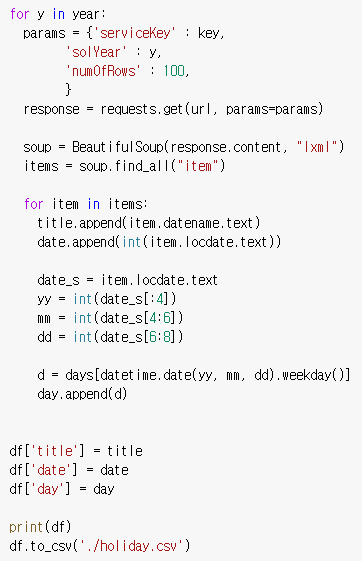 for y in year:
  params = {'serviceKey' : key,
        'solYear' : y,
        'numOfRows' : 100,
        }
  response = requests.get(url, params=params)

  soup = BeautifulSoup(response.content, "lxml")
  items = soup.find_all("item")

  for item in items:
    title.append(item.datename.text)
    date.append(int(item.locdate.text))

    date_s = item.locdate.text
    yy = int(date_s[:4])
    mm = int(date_s[4:6])
    dd = int(date_s[6:8])

    d = days[datetime.date(yy, mm, dd).weekday()]
    day.append(d)


df['title'] = title
df['date'] = date
df['day'] = day

print(df)
df.to_csv('./holiday.csv')